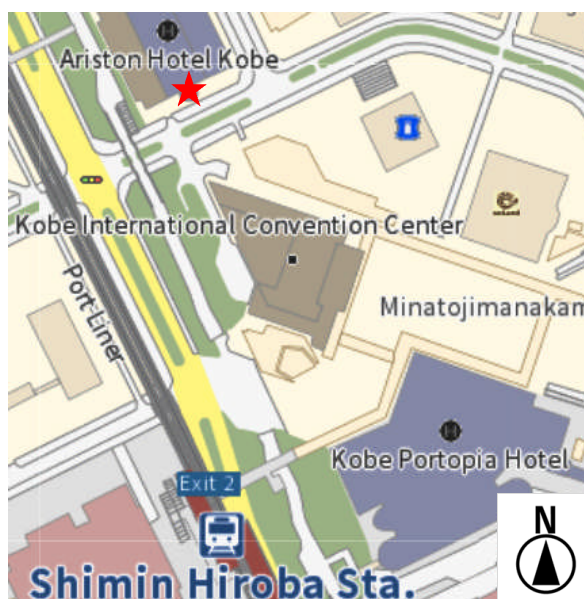 Ariston Hotel Kobe
Kobe International Convention Center
Port Liner
Minatojimanakam
Kobe Portopia Hotel
Exit 2
Shimin Hiroba Sta.
N